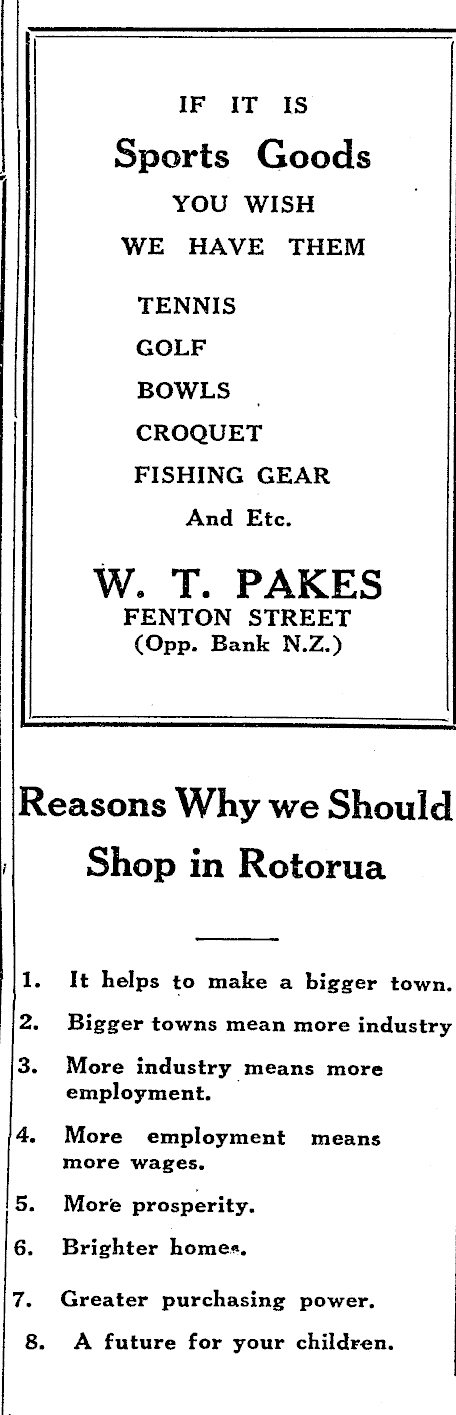 IF IT IS
Sports Goods
YOU WISH
WE HAVE THEM
TENNIS
GOLF
BOWLS
CROQUET
FISHING GEAR
And Etc.
W. T. PAKES
FENTON STREET
(Opp. Bank N.Z.)
Reasons Why we Should
Shop in Rotorua
1. It helps to make a bigger town.
2. Bigger towns mean more industry
3. More industry means more
employment.
4. More employment means
more wages.
5. More prosperity.
6. Brighter homes.
7. Greater purchasing power.
8. A future for your children.